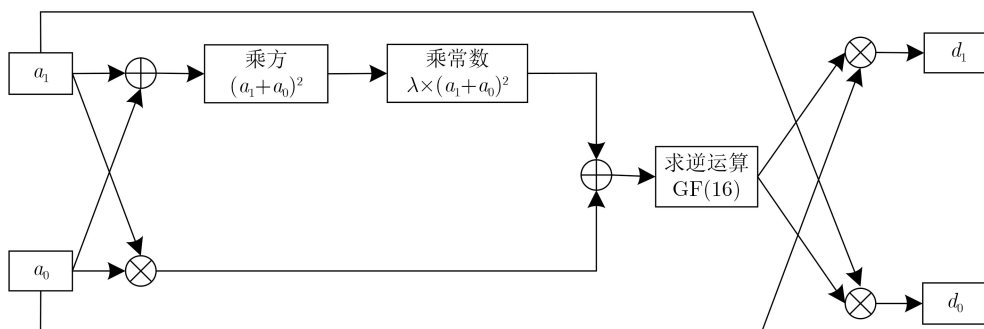 a₁
乘方
(a₁+a₀)²
乘常数
λ×(a₁+a₀)²
d₁
求逆运算
GF(16)
a₀
d₀